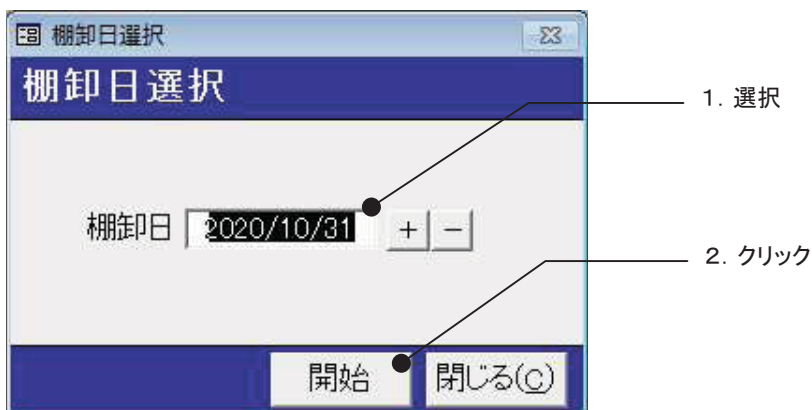 棚卸日選択
棚卸日選択
1. 選択
棚卸日 2020/10/31 + −
2. クリック
開始 閉じる(C)